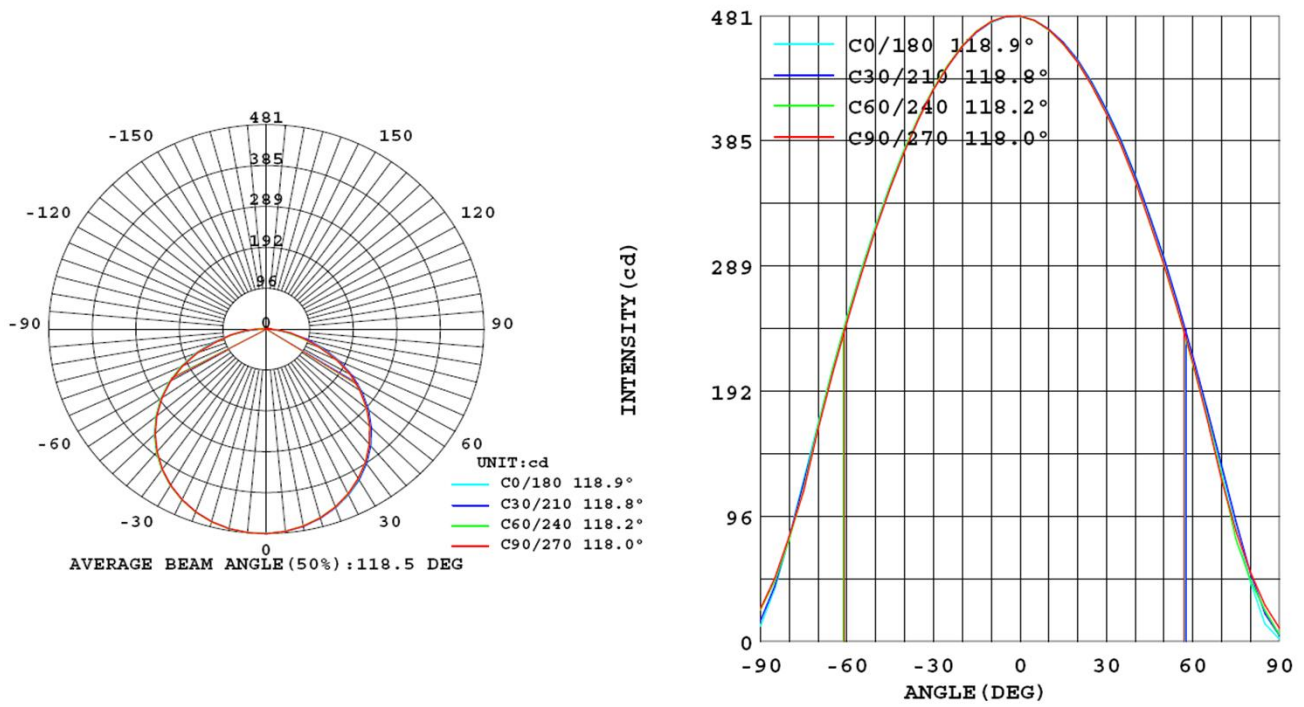 481
-150
150
385
289
-120
120
192
96
-90
0
90
-60
60
UNIT:cd
C0/180 118.9°
C30/210 118.8°
-30
30
C60/240 118.2°
C90/270 118.0°
0
AVERAGE BEAM ANGLE(50%):118.5 DEG
481
C0/180 118.9°
C30/210 118.8°
C60/240 118.2°
385
C90/270 118.0°
289
INTENSITY(cd)
192
96
0
-90 -60 -30 0 30 60 90
ANGLE(DEG)